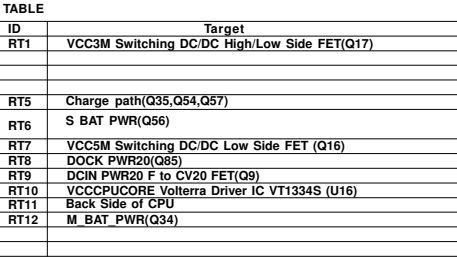 TABLE
ID Target
RT1 VCC3M Switching DC/DC High/Low Side FET(Q17)
RT5 Charge path(Q35,Q54,Q57)
RT6 S BAT PWR(Q56)
RT7 VCC5M Switching DC/DC Low Side FET (Q16)
RT8 DOCK PWR20(Q85)
RT9 DCIN PWR20 F to CV20 FET(Q9)
RT10 VCCCPUCORE Volterra Driver IC VT1334S (U16)
RT11 Back Side of CPU
RT12 M_BAT_PWR(Q34)